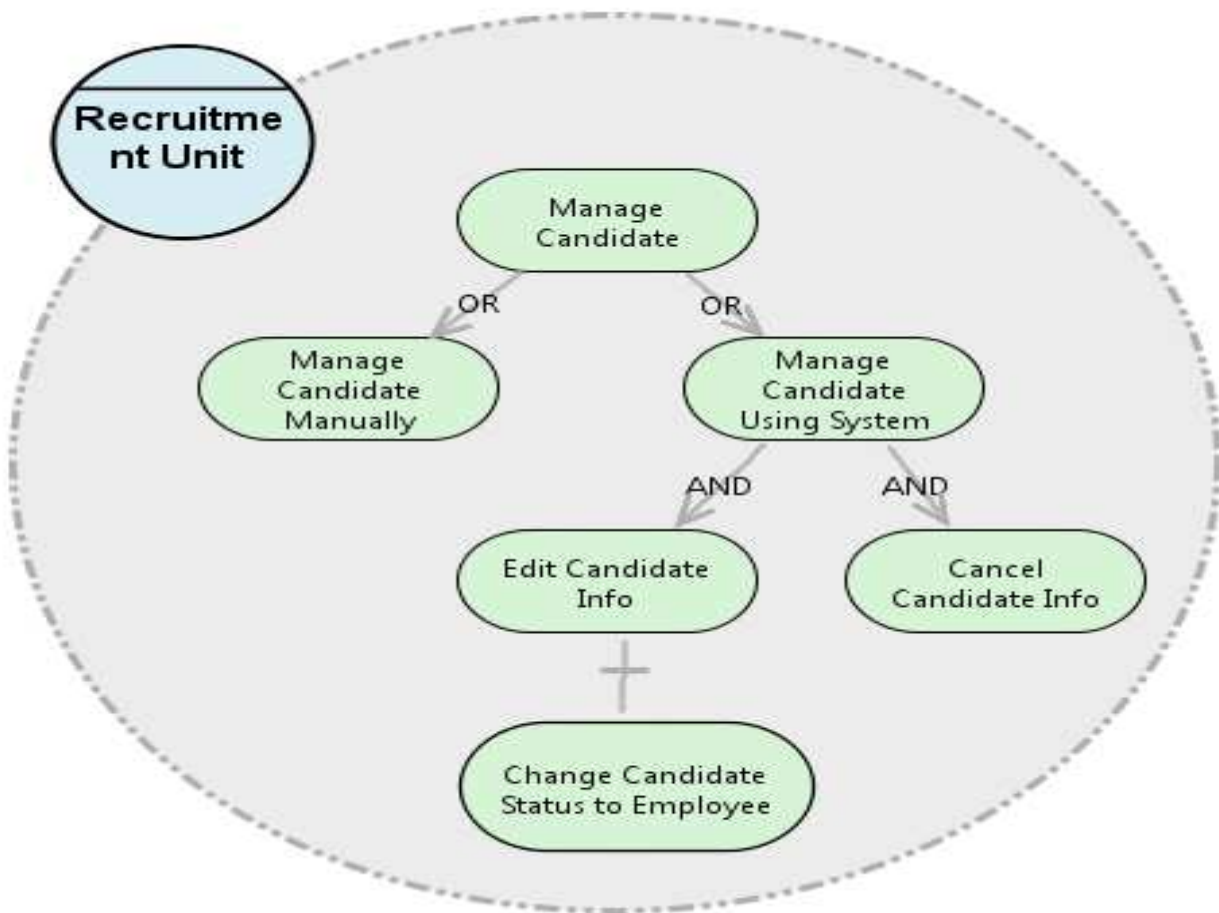 Recruitme
nt Unit
Manage
Candidate
OR
OR
Manage
Candidate
Manually
Manage
Candidate
Using System
AND
AND
Edit Candidate
Info
Cancel
Candidate Info
Change Candidate
Status to Employee